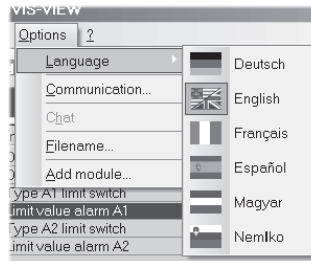 VIS-VIEW
Options ?
Language
Communication...
Chat
Filename...
Add module...
Deutsch
English
Français
Español
Magyar
Nemlko
Type A1 limit switch
Limit value alarm A1
Type A2 limit switch
Limit value alarm A2